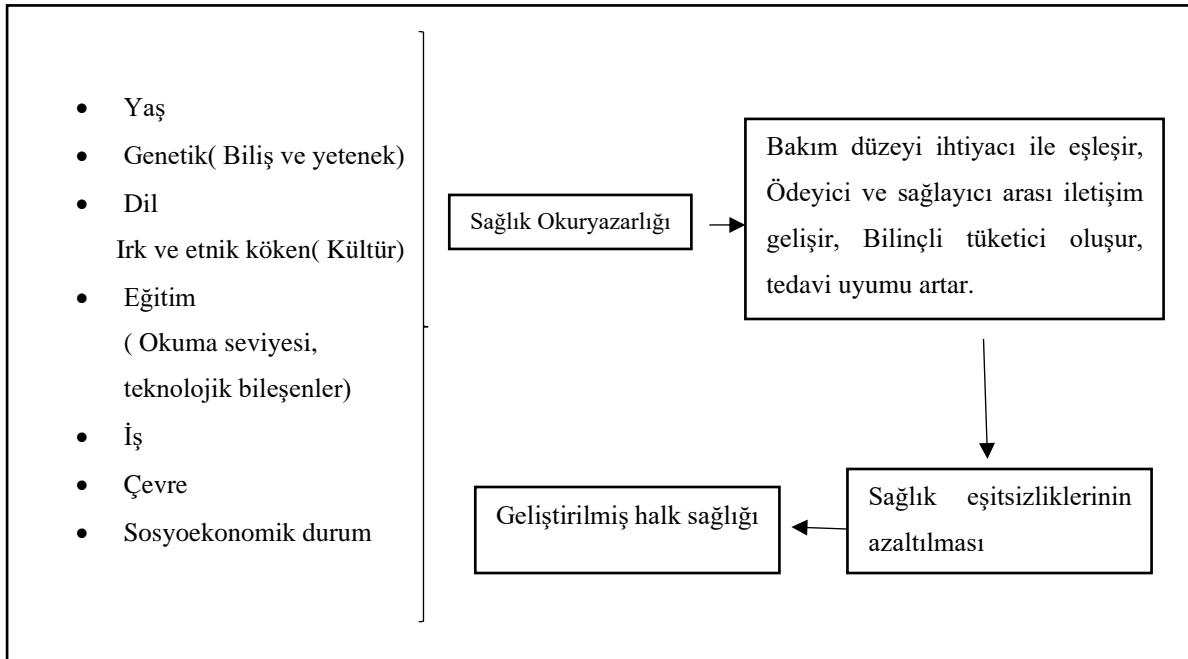 • Yaş
• Genetik( Biliş ve yetenek)
• Dil
Irk ve etnik köken( Kültür)
• Eğitim
( Okuma seviyesi,
teknolojik bileşenler)
• İş
• Çevre
• Sosyoekonomik durum
Sağlık Okuryazarlığı
Bakım düzeyi ihtiyacı ile eşleşir,
Ödeyici ve sağlayıcı arası iletişim
gelişir, Bilinçli tüketici oluşur,
tedavi uyumu artar.
Sağlık eşitsizliklerinin
azaltılması
Geliştirilmiş halk sağlığı